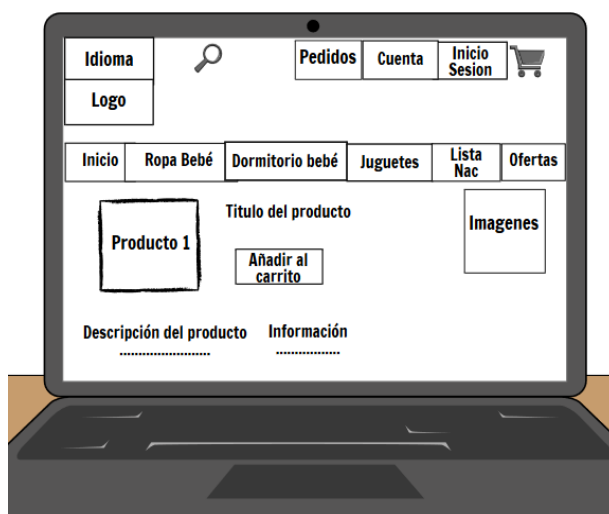 Idioma
Pedidos
Cuenta
Inicio
Sesion
Logo
Inicio
Ropa Bebé
Dormitorio bebé
Juguetes
Lista
Nac
Ofertas
Titulo del producto
Producto 1
Imagenes
Añadir al
carrito
Descripción del producto
Información